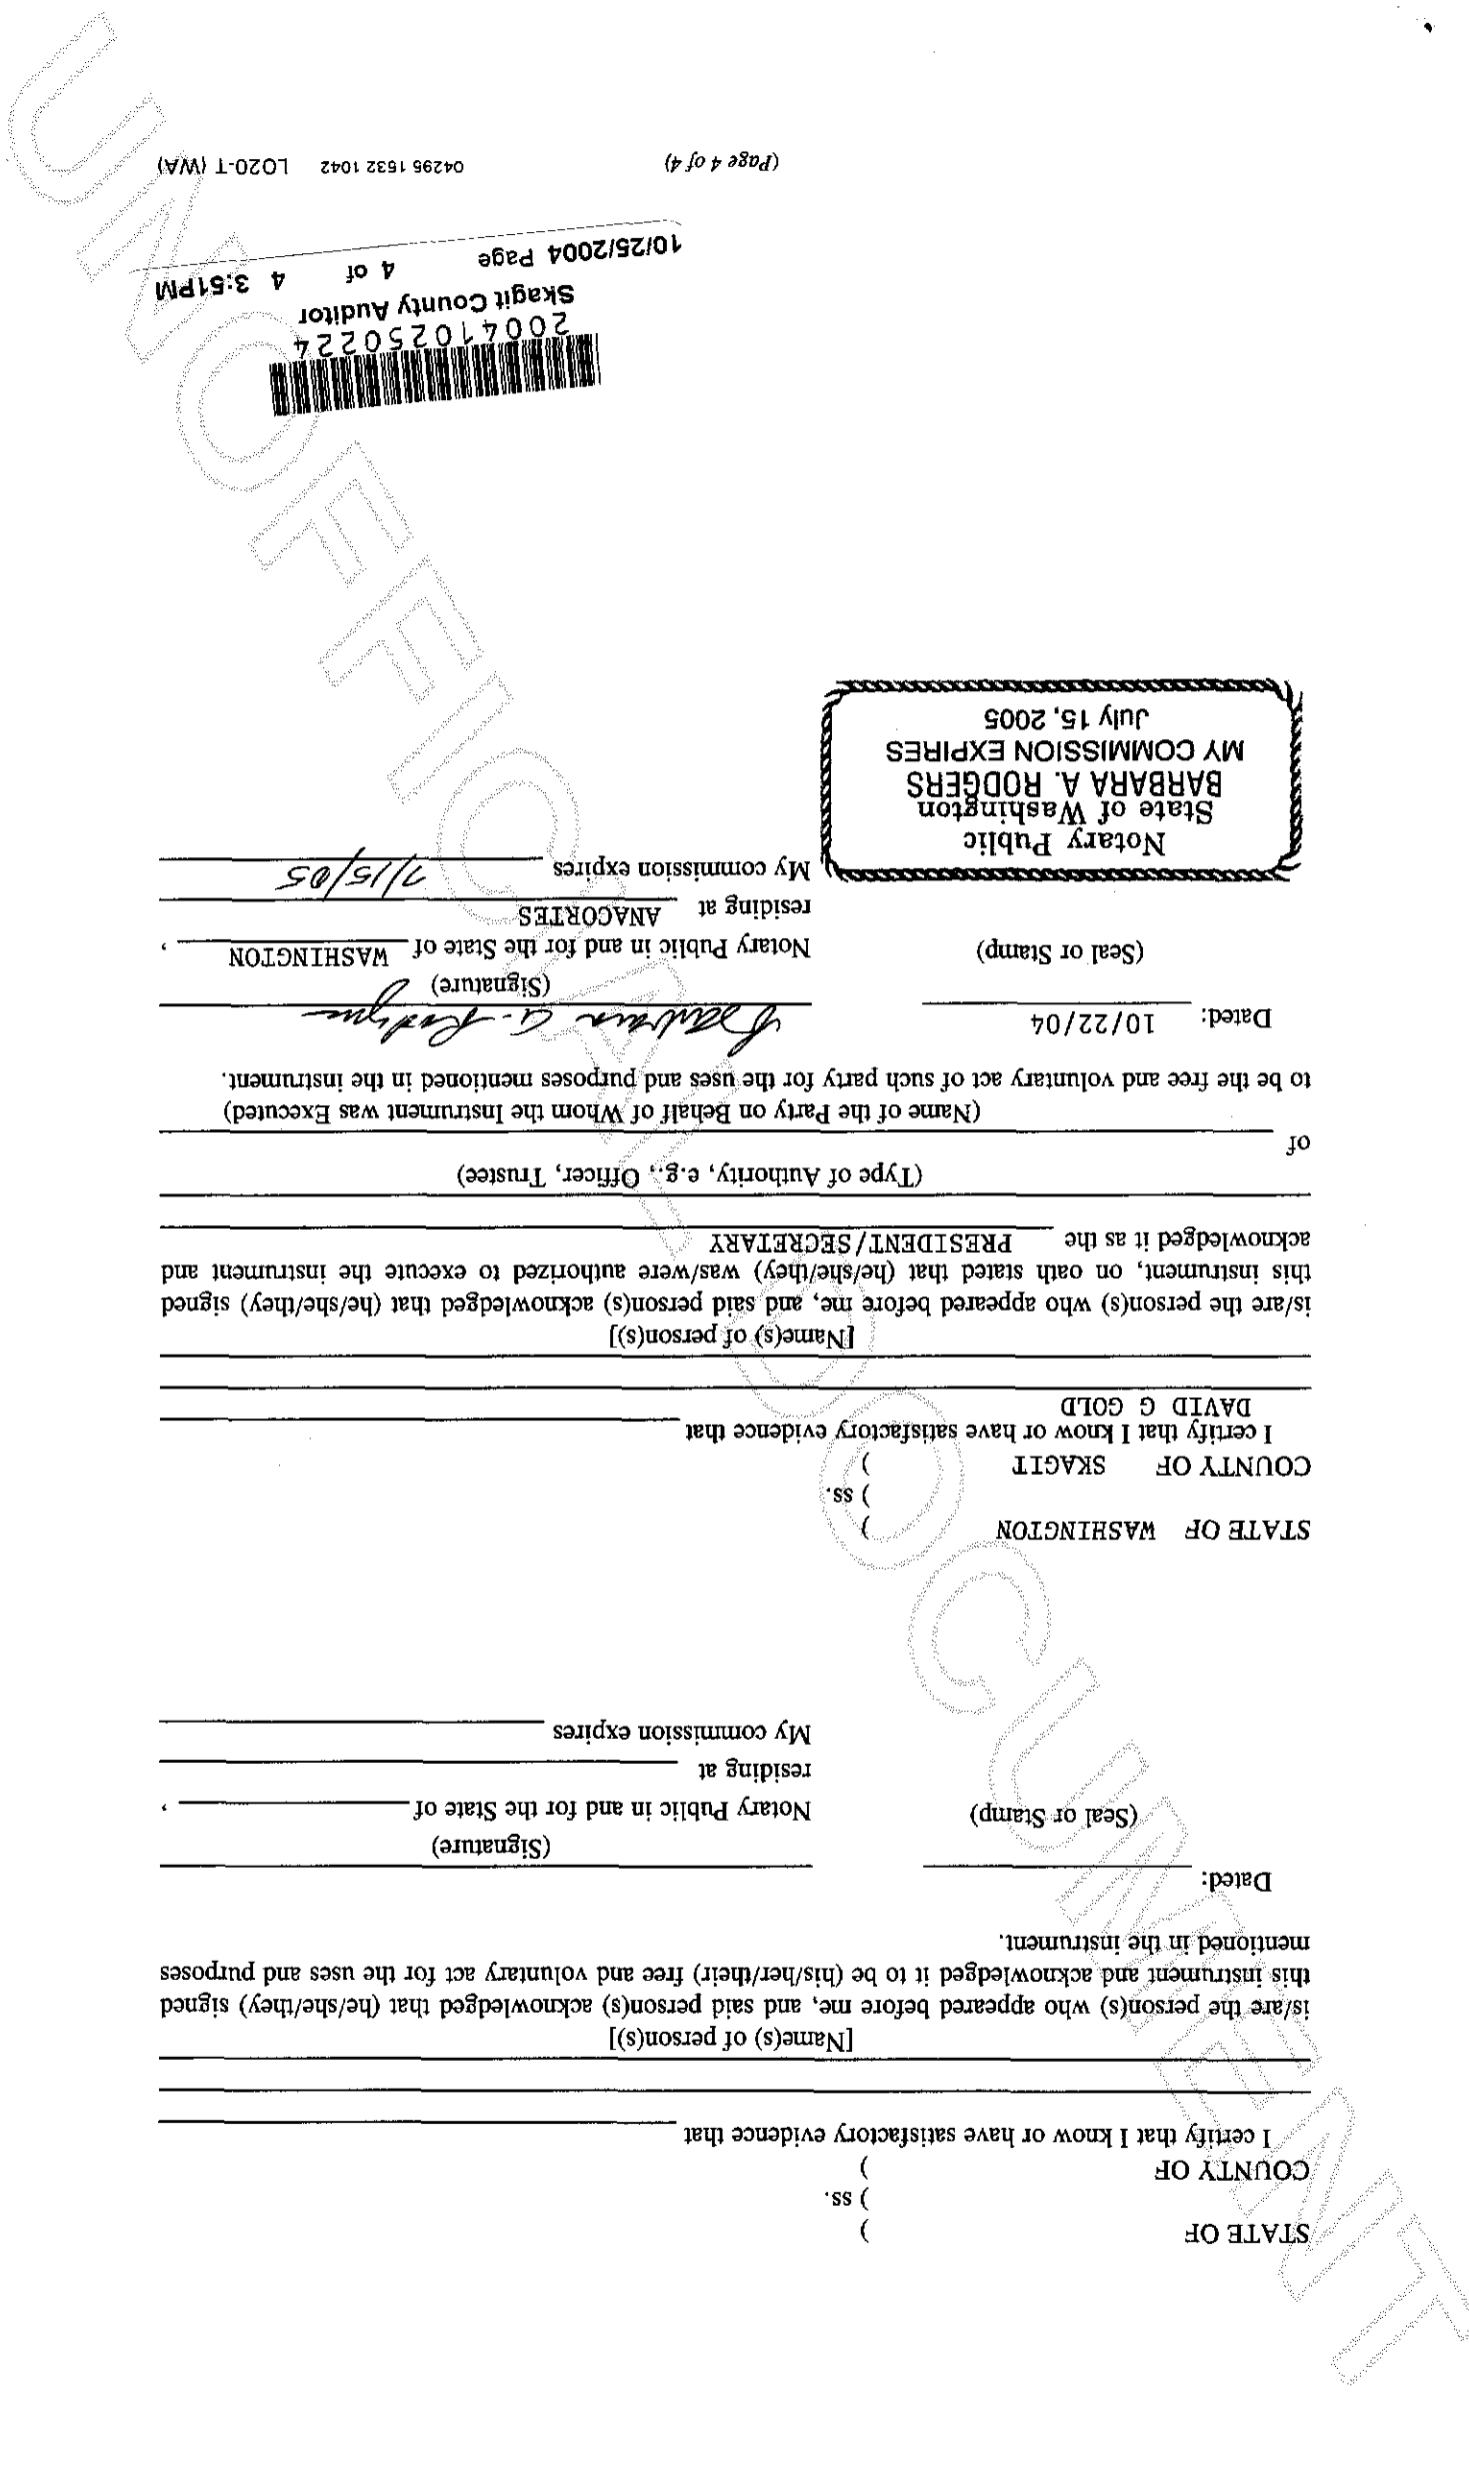 STATE OF )
) ss.
COUNTY OF )
I certify that I know or have satisfactory evidence that
[Name(s) of person(s)]
is/are the person(s) who appeared before me, and said person(s) acknowledged that (he/she/they) signed
this instrument and acknowledged it to be (his/her/their) free and voluntary act for the uses and purposes
mentioned in the instrument.
Dated:
(Signature)
(Seal or Stamp) Notary Public in and for the State of ,
residing at
My commission expires
STATE OF WASHINGTON )
) ss.
COUNTY OF SKAGIT )
I certify that I know or have satisfactory evidence that
DAVID G GOLD
[Name(s) of person(s)]
is/are the person(s) who appeared before me, and said person(s) acknowledged that (he/she/they) signed
this instrument, on oath stated that (he/she/they) was/were authorized to execute the instrument and
acknowledged it as the PRESIDENT/SECRETARY
(Type of Authority, e.g., Officer, Trustee)
of
(Name of the Party on Behalf of Whom the Instrument was Executed)
to be the free and voluntary act of such party for the uses and purposes mentioned in the instrument.
Dated: 10/22/04 Barbara A. Rodgers
(Signature)
(Seal or Stamp) Notary Public in and for the State of WASHINGTON ,
residing at ANACORTES
My commission expires 7/15/05
Notary Public
State of Washington
BARBARA A. RODGERS
MY COMMISSION EXPIRES
July 15, 2005
200410250224
Skagit County Auditor
10/25/2004 Page 4 of 4 3:51PM
(Page 4 of 4) 04295 1532 1042 LO20-T (WA)
UNOFFICIAL DOCUMENT